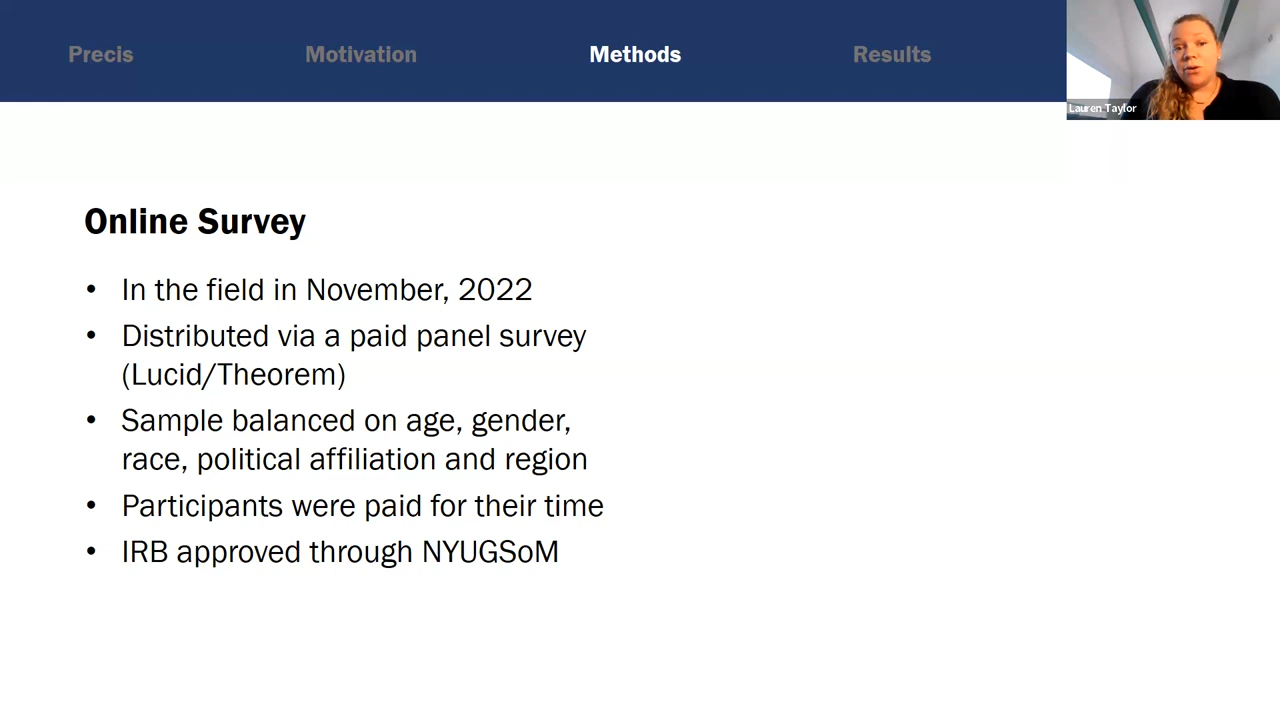 Precis
Motivation
Methods
Results
Lauren Taylor
Online Survey
• In the field in November, 2022
• Distributed via a paid panel survey
(Lucid/Theorem)
• Sample balanced on age, gender,
race, political affiliation and region
• Participants were paid for their time
• IRB approved through NYUGSoM